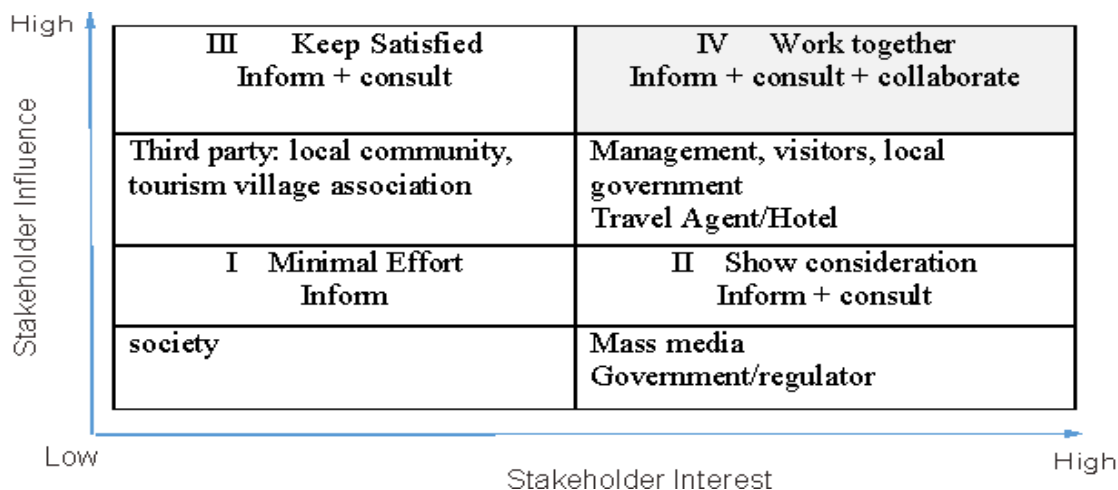 High
Stakeholder Influence
III Keep Satisfied
Inform + consult
IV Work together
Inform + consult + collaborate
Third party: local community,
tourism village association
Management, visitors, local
government
Travel Agent/Hotel
I Minimal Effort
Inform
II Show consideration
Inform + consult
society
Mass media
Government/regulator
Low
Stakeholder Interest
High